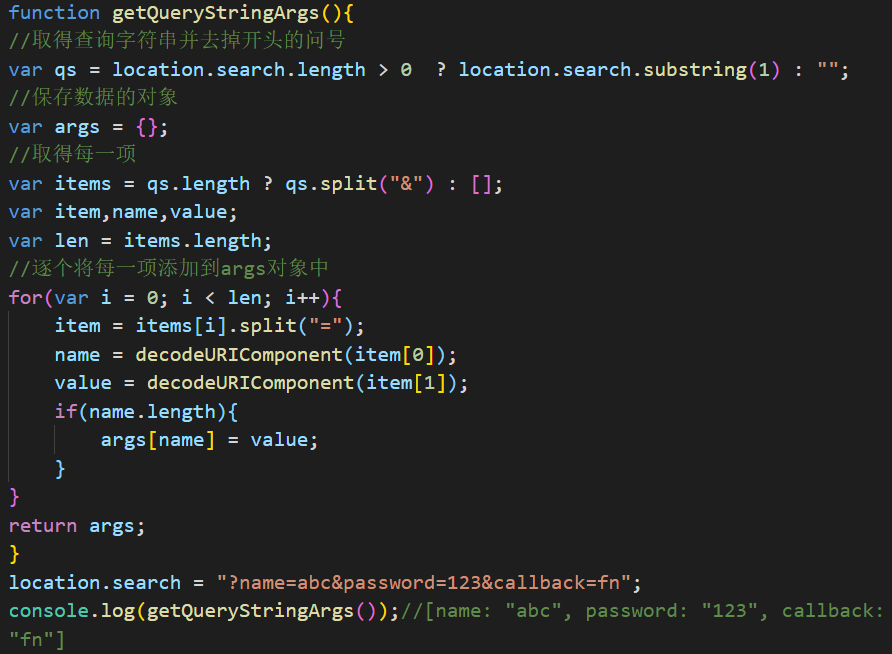 function getQueryStringArgs(){
//取得查询字符串并去掉开头的问号
var qs = location.search.length > 0  ? location.search.substring(1) : "";
//保存数据的对象
var args = {};
//取得每一项
var items = qs.length ? qs.split("&") : [];
var item,name,value;
var len = items.length;
//逐个将每一项添加到args对象中
for(var i = 0; i < len; i++){
    item = items[i].split("=");
    name = decodeURIComponent(item[0]);
    value = decodeURIComponent(item[1]);
    if(name.length){
        args[name] = value;
    }
}
return args;
}
location.search = "?name=abc&password=123&callback=fn";
console.log(getQueryStringArgs());//[name: "abc", password: "123", callback:
"fn"]